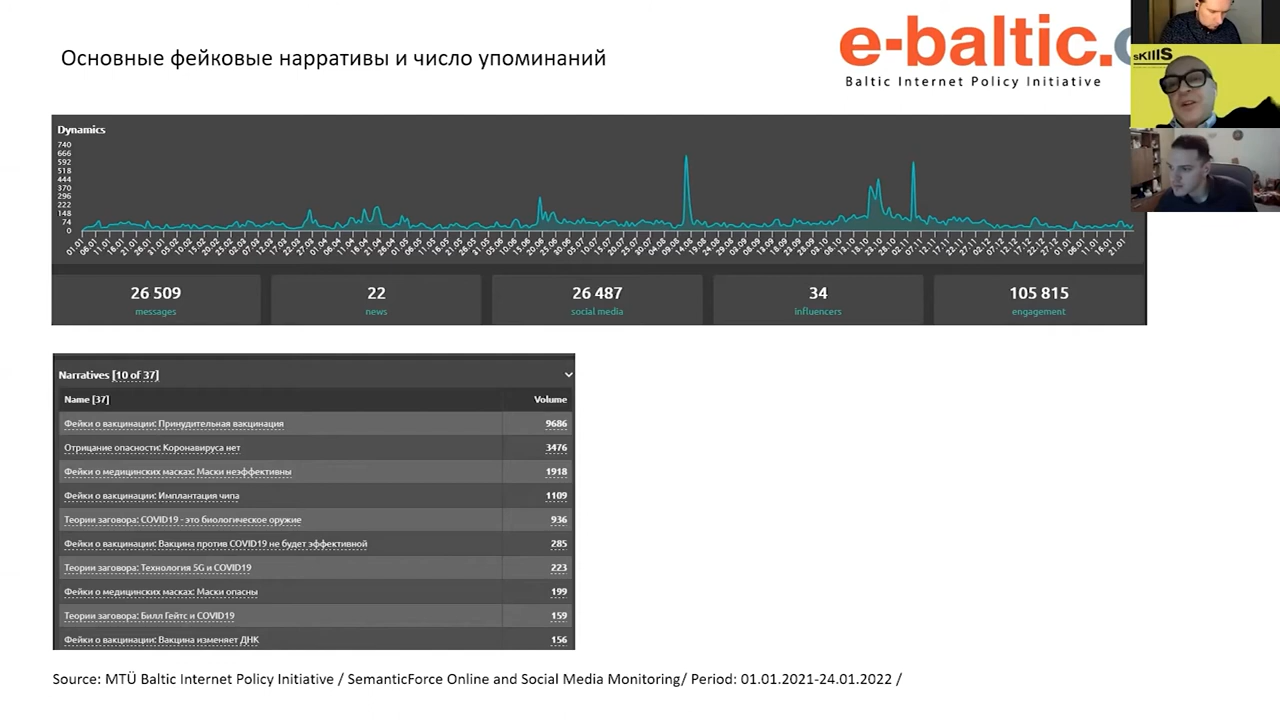 Основные фейковые нарративы и число упоминаний
e-baltic.
Baltic Internet Policy Initiative
sKillS
Dynamics
740
666
592
518
444
370
296
222
148
74
0
26 509
messages
22
news
26 487
social media
34
influencers
105 815
engagement
Narratives [10 of 37]
Name [37] Volume
Фейки о вакцинации: Принудительная вакцинация 9686
Отрицание опасности: Коронавируса нет 3476
Фейки о медицинских масках: Маски неэффективны 1918
Фейки о вакцинации: Имплантация чипа 1109
Теории заговора: COVID19 - это биологическое оружие 936
Фейки о вакцинации: Вакцина против COVID19 не будет эффективной 285
Теории заговора: Технология 5G и COVID19 223
Фейки о медицинских масках: Маски опасны 199
Теории заговора: Билл Гейтс и COVID19 159
Фейки о вакцинации: Вакцина изменяет ДНК 156
Source: MTÜ Baltic Internet Policy Initiative / SemanticForce Online and Social Media Monitoring/ Period: 01.01.2021-24.01.2022 /